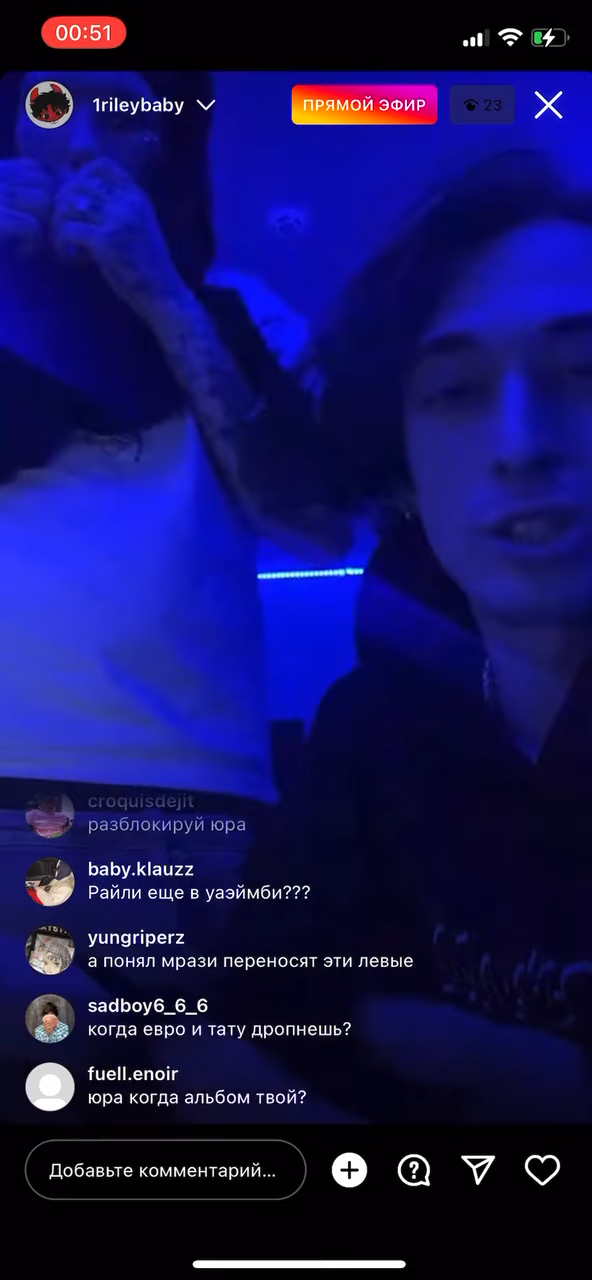 00:51
1rileybaby
ПРЯМОЙ ЭФИР
23
croquisdejit
разблокируй юра
baby.klauzz
Райли еще в уаэймби???
yungriperz
а понял мрази переносят эти левые
sadboy6_6_6
когда евро и тату дропнешь?
fuell.enoir
юра когда альбом твой?
Добавьте комментарий...